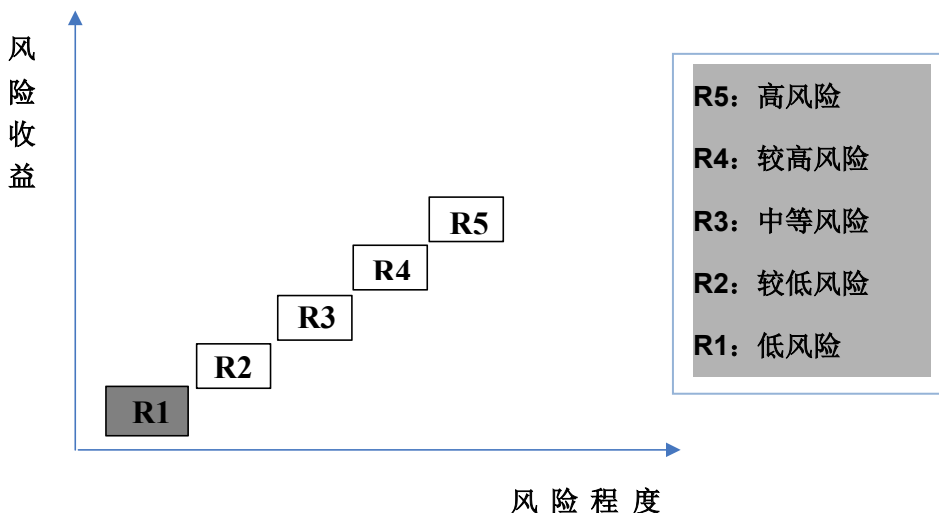 风
险
收
益
R5
R4
R3
R2
R1
风 险 程 度
R5：高风险
R4：较高风险
R3：中等风险
R2：较低风险
R1：低风险